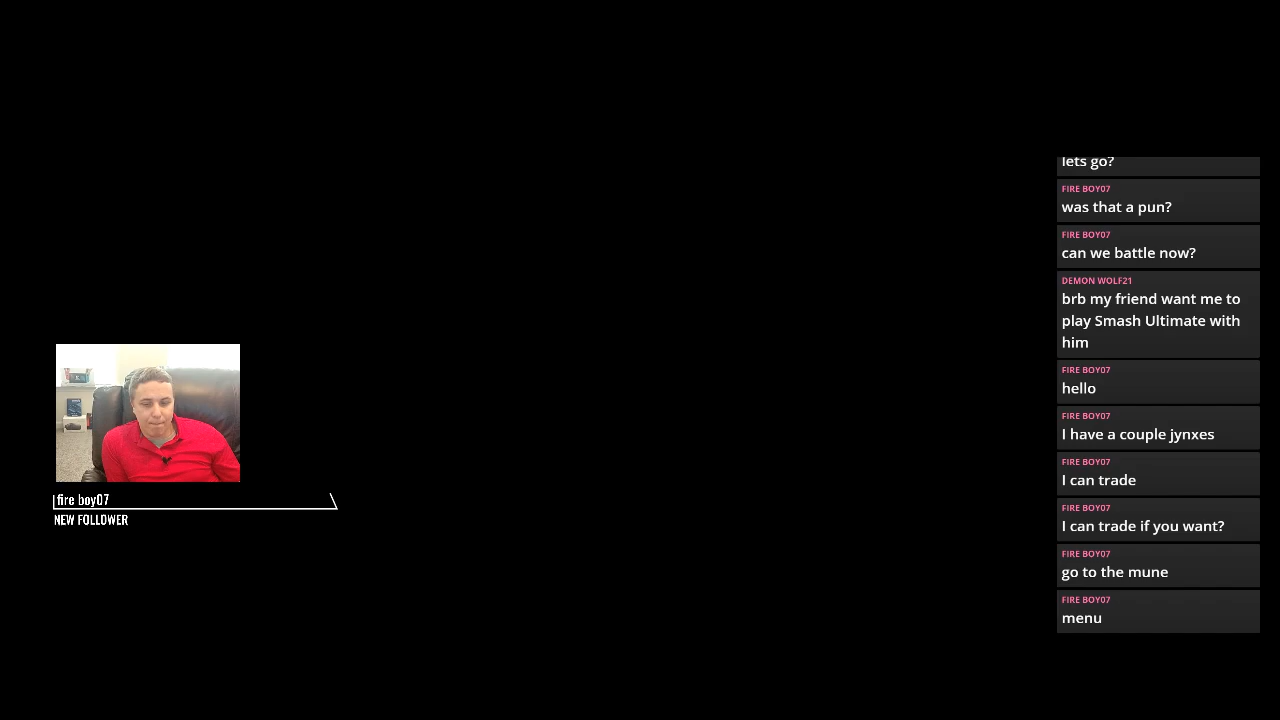 lets go?
FIRE BOY07
was that a pun?
FIRE BOY07
can we battle now?
DEMON WOLF21
brb my friend want me to
play Smash Ultimate with
him
FIRE BOY07
hello
FIRE BOY07
I have a couple jynxes
FIRE BOY07
I can trade
FIRE BOY07
I can trade if you want?
FIRE BOY07
go to the mune
FIRE BOY07
menu
fire boy07
NEW FOLLOWER